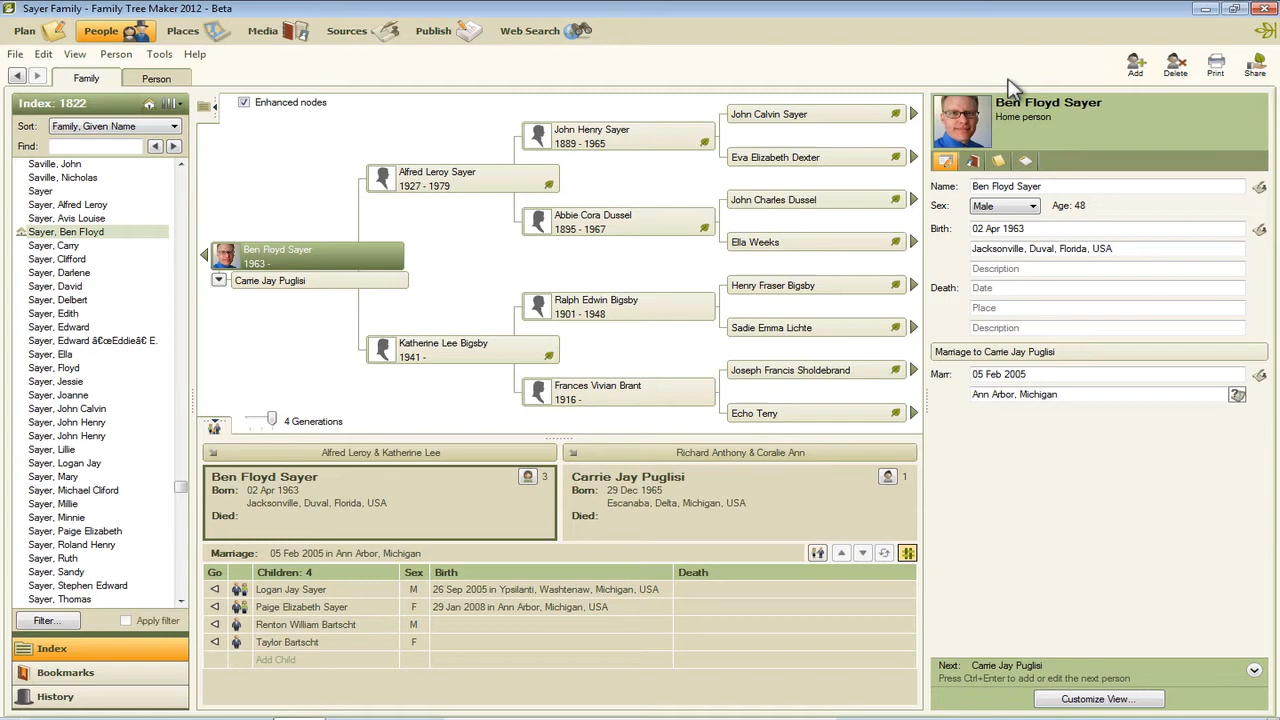 Sayer Family - Family Tree Maker 2012 - Beta
Plan People Places Media Sources Publish Web Search
File Edit View Person Tools Help
Add Delete Print Share
Family Person
Index: 1822
Sort: Family, Given Name
Find:
Saville, John
Saville, Nicholas
Sayer
Sayer, Alfred Leroy
Sayer, Avis Louise
Sayer, Ben Floyd
Sayer, Carry
Sayer, Clifford
Sayer, Darlene
Sayer, David
Sayer, Delbert
Sayer, Edith
Sayer, Edward
Sayer, Edward â€œEddieâ€ E.
Sayer, Ella
Sayer, Floyd
Sayer, Jessie
Sayer, Joanne
Sayer, John Calvin
Sayer, John Henry
Sayer, John Henry
Sayer, Lillie
Sayer, Logan Jay
Sayer, Mary
Sayer, Michael Cliford
Sayer, Millie
Sayer, Minnie
Sayer, Paige Elizabeth
Sayer, Roland Henry
Sayer, Ruth
Sayer, Sandy
Sayer, Stephen Edward
Sayer, Thomas
Filter... Apply filter
Index
Bookmarks
History
Enhanced nodes
Ben Floyd Sayer
1963 -
Carrie Jay Puglisi
Alfred Leroy Sayer
1927 - 1979
Katherine Lee Bigsby
1941 -
John Henry Sayer
1889 - 1965
Abbie Cora Dussel
1895 - 1967
Ralph Edwin Bigsby
1901 - 1948
Frances Vivian Brant
1916 -
John Calvin Sayer
Eva Elizabeth Dexter
John Charles Dussel
Ella Weeks
Henry Fraser Bigsby
Sadie Emma Lichte
Joseph Francis Sholdebrand
Echo Terry
4 Generations
Alfred Leroy & Katherine Lee
Richard Anthony & Coralie Ann
Ben Floyd Sayer 3
Born: 02 Apr 1963
Jacksonville, Duval, Florida, USA
Died:
Carrie Jay Puglisi 1
Born: 29 Dec 1965
Escanaba, Delta, Michigan, USA
Died:
Marriage: 05 Feb 2005 in Ann Arbor, Michigan
Go Children: 4 Sex Birth Death
Logan Jay Sayer M 26 Sep 2005 in Ypsilanti, Washtenaw, Michigan, USA
Paige Elizabeth Sayer F 29 Jan 2008 in Ann Arbor, Michigan, USA
Renton William Bartscht M
Taylor Bartscht F
Add Child
Ben Floyd Sayer
Home person
Name: Ben Floyd Sayer
Sex: Male Age: 48
Birth: 02 Apr 1963
Jacksonville, Duval, Florida, USA
Description
Death: Date
Place
Description
Marriage to Carrie Jay Puglisi
Marr: 05 Feb 2005
Ann Arbor, Michigan
Next: Carrie Jay Puglisi
Press Ctrl+Enter to add or edit the next person
Customize View...